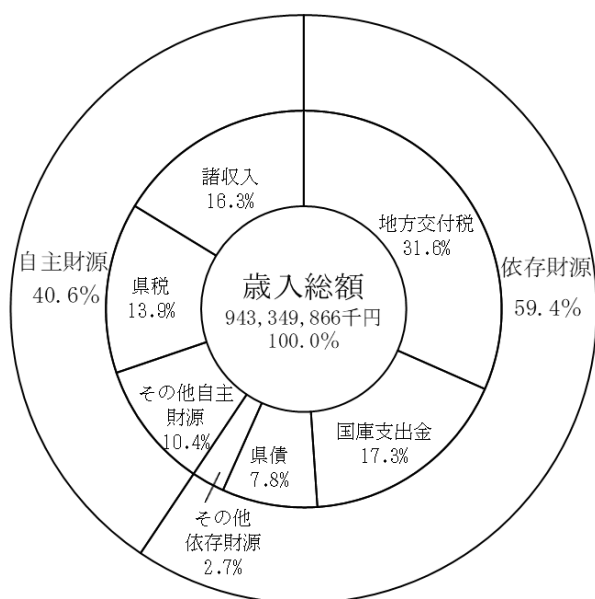 諸収入
16.3%
地方交付税
31.6%
自主財源
40.6%
依存財源
59.4%
県税
13.9%
歳入総額
943,349,866千円
100.0%
その他自主
財源
10.4%
国庫支出金
17.3%
県債
7.8%
その他
依存財源
2.7%